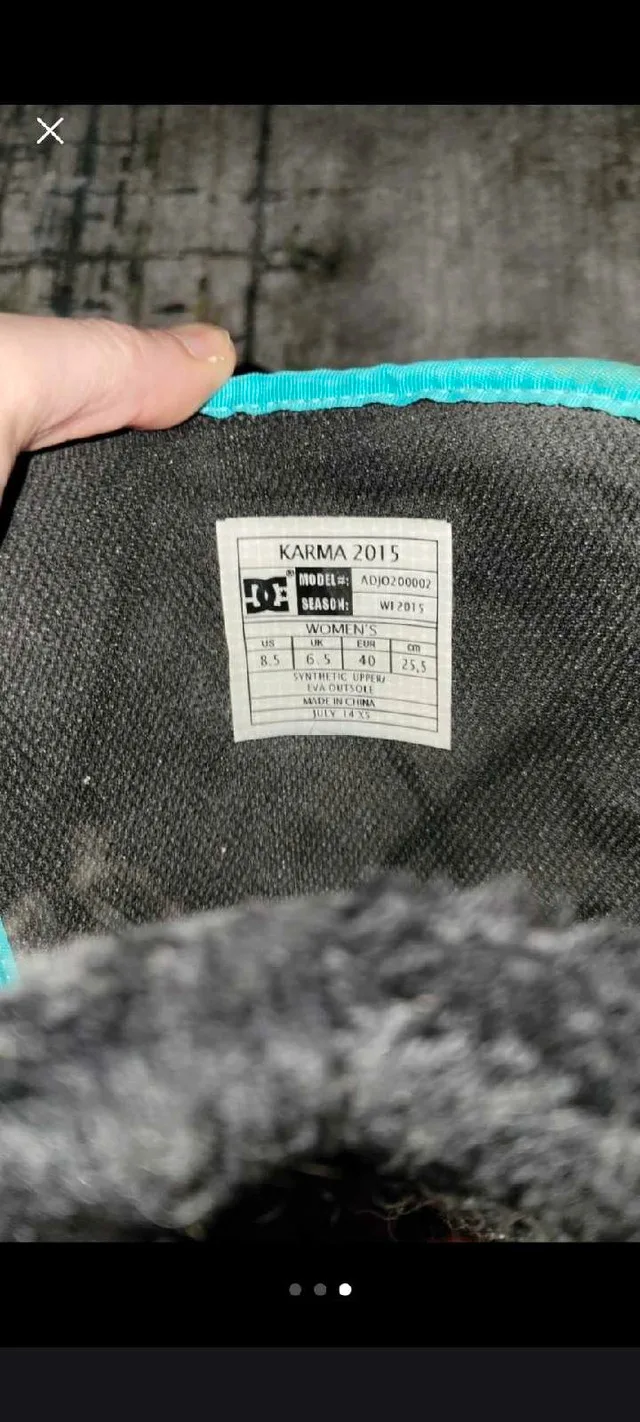 KARMA 2015
DC®
MODEL#: ADJO200002
SEASON: WI 2015
WOMEN'S
US UK EUR cm
8.5 6.5 40 25,5
SYNTHETIC UPPER/
EVA OUTSOLE
MADE IN CHINA
JULY 14 XS